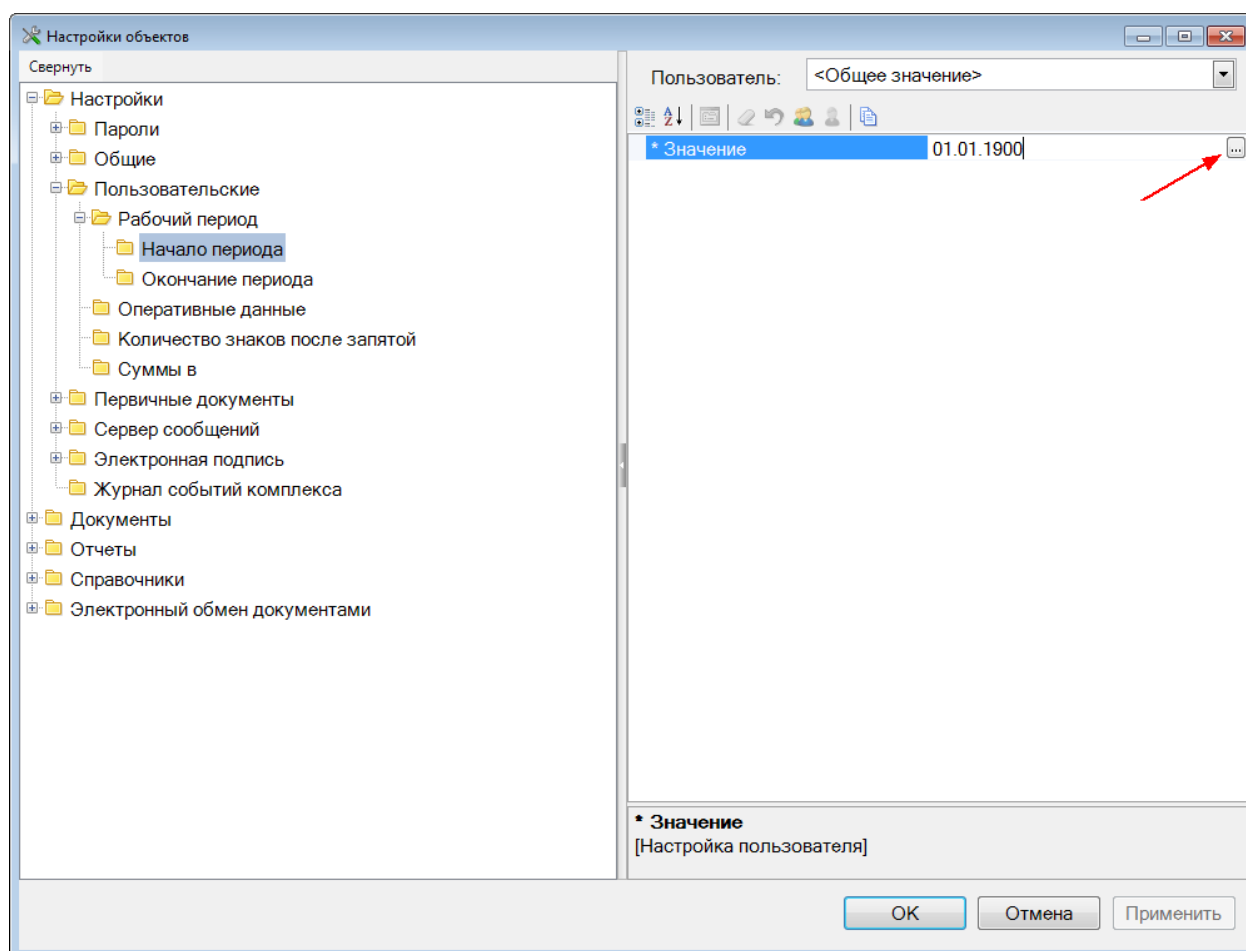 Настройки объектов
Свернуть
Настройки
Пароли
Общие
Пользовательские
Рабочий период
Начало периода
Окончание периода
Оперативные данные
Количество знаков после запятой
Суммы в
Первичные документы
Сервер сообщений
Электронная подпись
Журнал событий комплекса
Документы
Отчеты
Справочники
Электронный обмен документами
Пользователь: <Общее значение>
* Значение 01.01.1900 ...
* Значение
[Настройка пользователя]
OK Отмена Применить